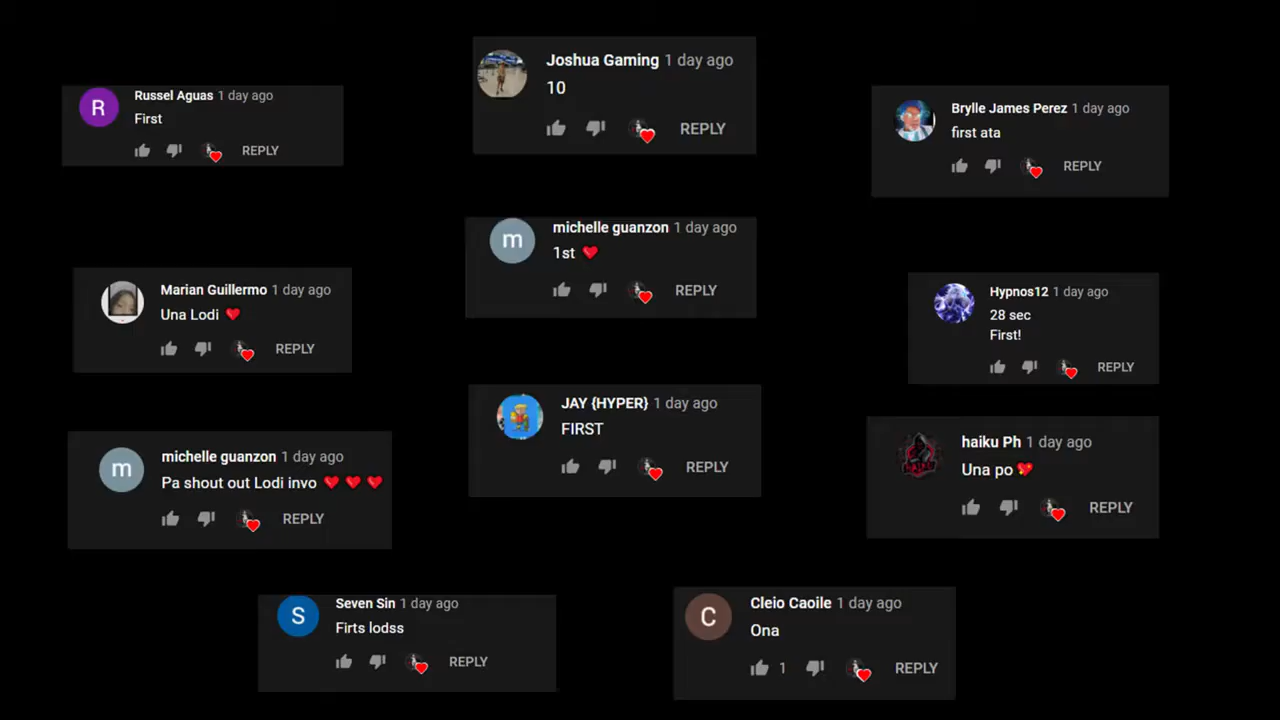 R
Russel Aguas 1 day ago
First
REPLY
Joshua Gaming 1 day ago
10
REPLY
Brylle James Perez 1 day ago
first ata
REPLY
m
michelle guanzon 1 day ago
1st ❤
REPLY
Marian Guillermo 1 day ago
Una Lodi ❤
REPLY
Hypnos12 1 day ago
28 sec
First!
REPLY
JAY {HYPER} 1 day ago
FIRST
REPLY
m
michelle guanzon 1 day ago
Pa shout out Lodi invo ❤ ❤ ❤
REPLY
haiku Ph 1 day ago
Una po 💖
REPLY
S
Seven Sin 1 day ago
Firts lodss
REPLY
C
Cleio Caoile 1 day ago
Ona
1 REPLY